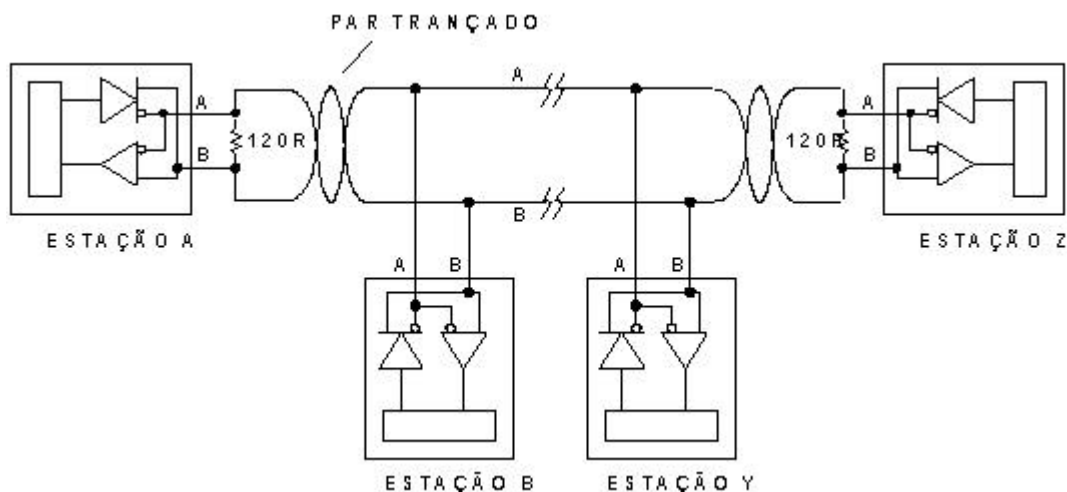 PAR TRANÇADO
A
A
A
120R
120R
B
B
B
ESTAÇÃO A
ESTAÇÃO Z
A B
A B
ESTAÇÃO B
ESTAÇÃO Y